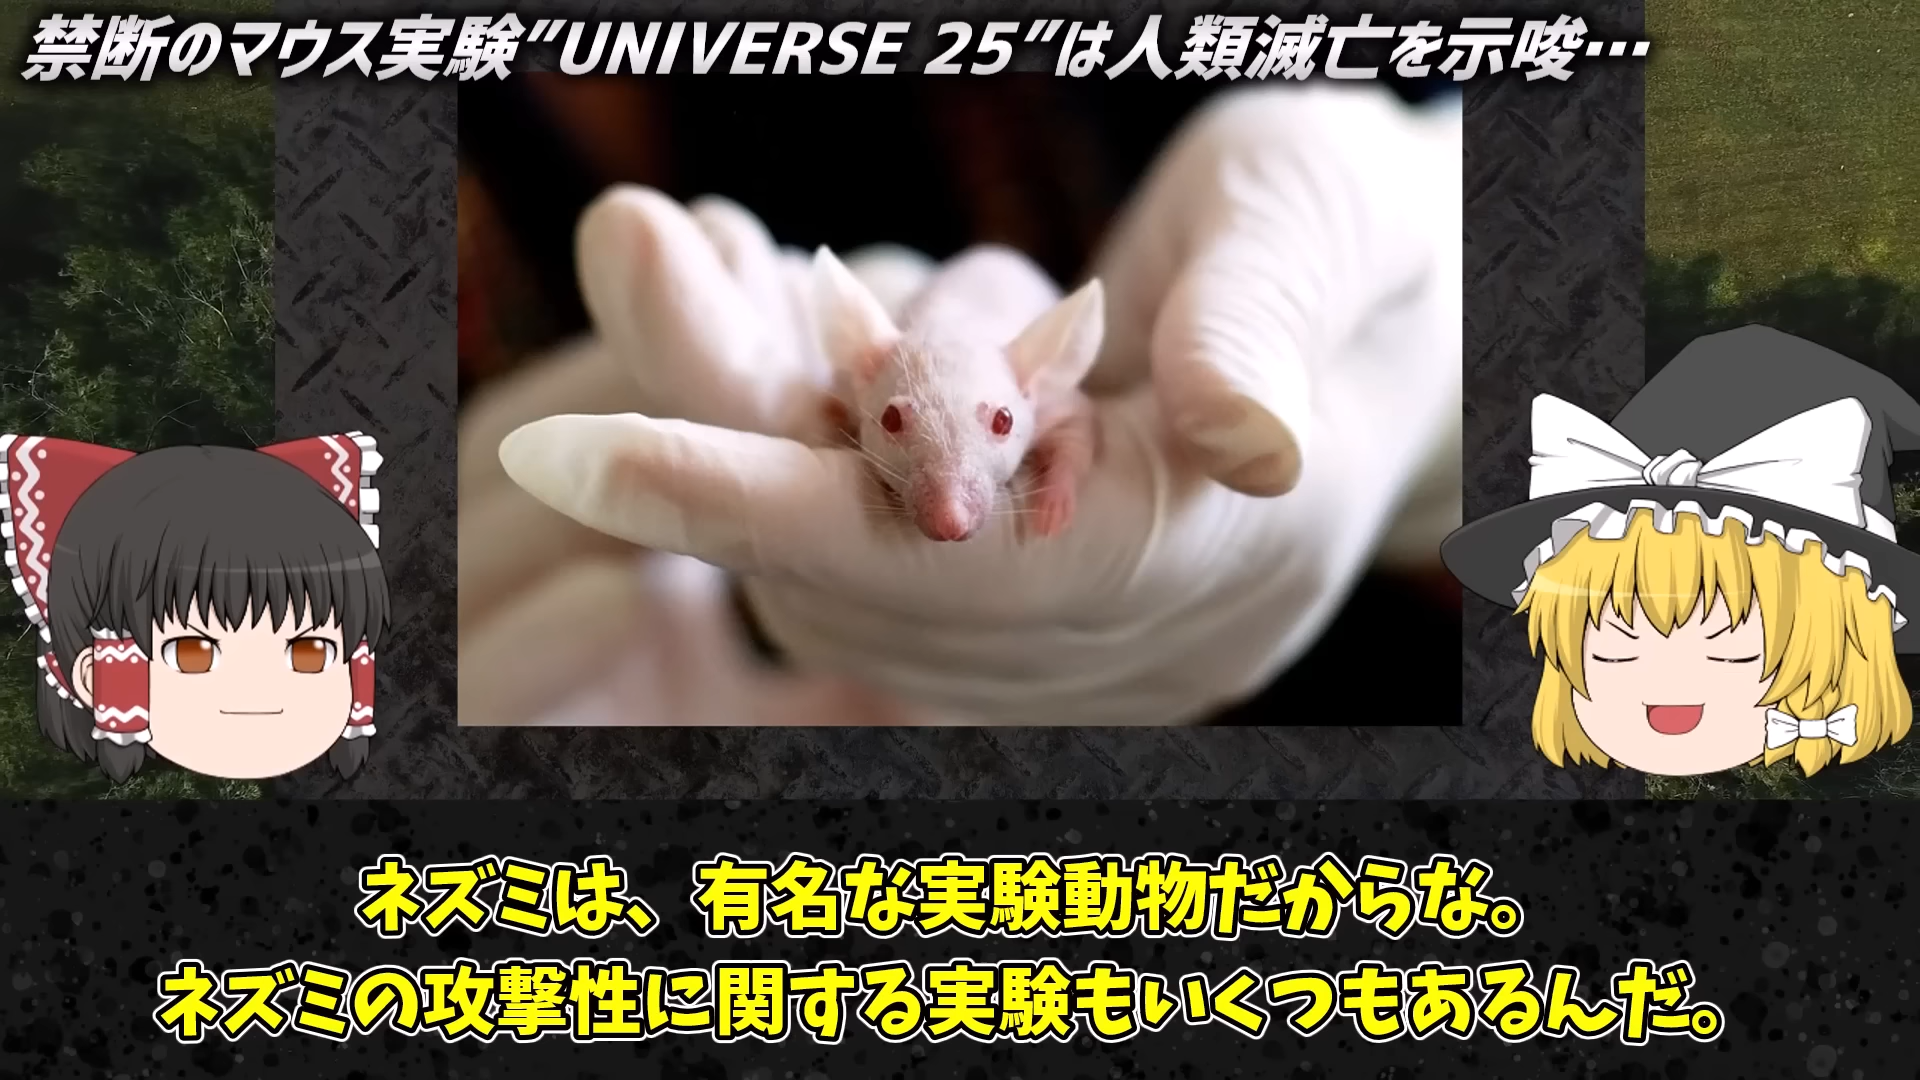 禁断のマウス実験”UNIVERSE 25”は人類滅亡を示唆…
ネズミは、有名な実験動物だからな。
ネズミの攻撃性に関する実験もいくつもあるんだ。